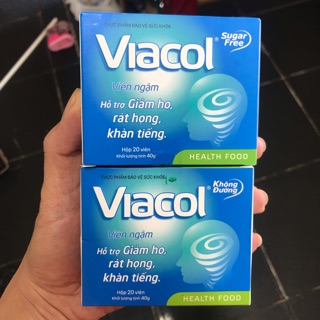 THỰC PHẨM BẢO VỆ SỨC KHỎE
Viacol®
Sugar
Free
Viên ngậm
Hỗ trợ Giảm ho,
rát họng,
khàn tiếng.
Hộp 20 viên
Khối lượng tịnh 40g
HEALTH FOOD
THỰC PHẨM BẢO VỆ SỨC KHỎE
Viacol®
Không
Đường
Viên ngậm
Hỗ trợ Giảm ho,
rát họng,
khàn tiếng.
Hộp 20 viên
Khối lượng tịnh 40g
HEALTH FOOD